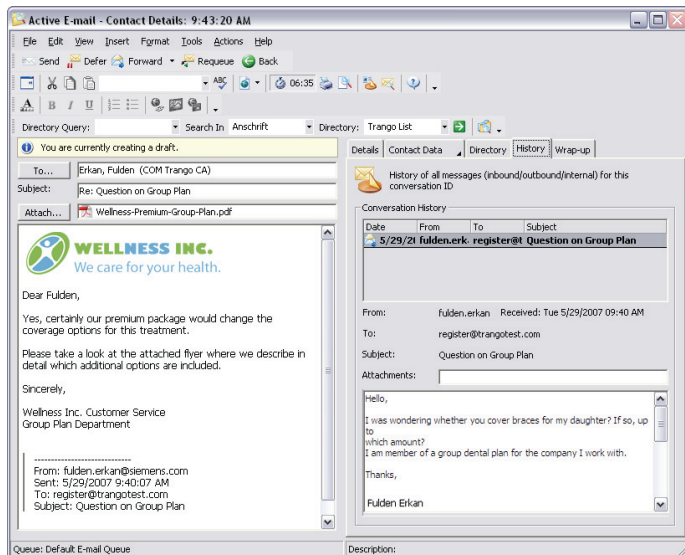 Active E-mail - Contact Details: 9:43:20 AM
File Edit View Insert Format Tools Actions Help
Send Defer Forward Requeue Back
ABC 06:35
A B I U
Directory Query: Search In Anschrift Directory: Trango List
You are currently creating a draft.
To... Erkan, Fulden (COM Trango CA)
Subject: Re: Question on Group Plan
Attach... Wellness-Premium-Group-Plan.pdf
WELLNESS INC.
We care for your health.
Dear Fulden,
Yes, certainly our premium package would change the
coverage options for this treatment.
Please take a look at the attached flyer where we describe in
detail which additional options are included.
Sincerely,
Wellness Inc. Customer Service
Group Plan Department
----------------------------
From: fulden.erkan@siemens.com
Sent: 5/29/2007 9:40:07 AM
To: register@trangotest.com
Subject: Question on Group Plan
Queue: Default E-mail Queue
Details Contact Data Directory History Wrap-up
History of all messages (inbound/outbound/internal) for this
conversation ID
Conversation History
Date From To Subject
5/29/2( fulden.erk. register@t Question on Group Plan
From: fulden.erkan Received: Tue 5/29/2007 09:40 AM
To: register@trangotest.com
Subject: Question on Group Plan
Attachments:
Hello,
I was wondering whether you cover braces for my daughter? If so, up
to
which amount?
I am member of a group dental plan for the company I work with.
Thanks,
Fulden Erkan
Description: